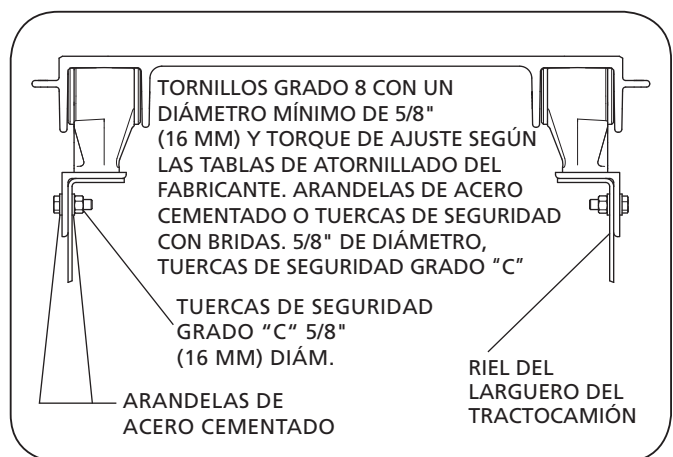 TORNILLOS GRADO 8 CON UN
DIÁMETRO MÍNIMO DE 5/8"
(16 MM) Y TORQUE DE AJUSTE SEGÚN
LAS TABLAS DE ATORNILLADO DEL
FABRICANTE. ARANDELAS DE ACERO
CEMENTADO O TUERCAS DE SEGURIDAD
CON BRIDAS. 5/8" DE DIÁMETRO,
TUERCAS DE SEGURIDAD GRADO "C"
TUERCAS DE SEGURIDAD
GRADO "C" 5/8"
(16 MM) DIÁM.
ARANDELAS DE
ACERO CEMENTADO
RIEL DEL
LARGUERO DEL
TRACTOCAMIÓN